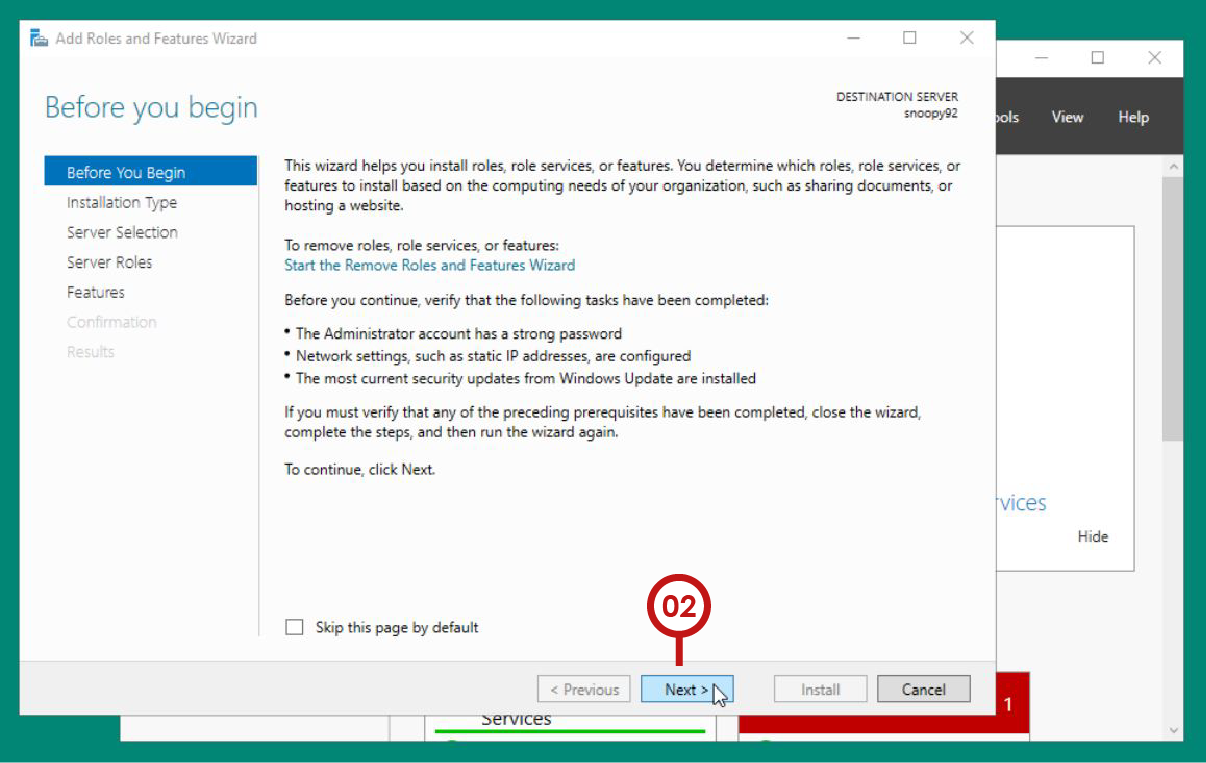 Add Roles and Features Wizard
Before you begin
DESTINATION SERVER
snoopy92
View
Help
Before You Begin
Installation Type
Server Selection
Server Roles
Features
Confirmation
Results
This wizard helps you install roles, role services, or features. You determine which roles, role services, or
features to install based on the computing needs of your organization, such as sharing documents, or
hosting a website.
To remove roles, role services, or features:
Start the Remove Roles and Features Wizard
Before you continue, verify that the following tasks have been completed:
• The Administrator account has a strong password
• Network settings, such as static IP addresses, are configured
• The most current security updates from Windows Update are installed
If you must verify that any of the preceding prerequisites have been completed, close the wizard,
complete the steps, and then run the wizard again.
To continue, click Next.
Hide
02
Skip this page by default
< Previous
Next >
Install
Cancel
Services
1